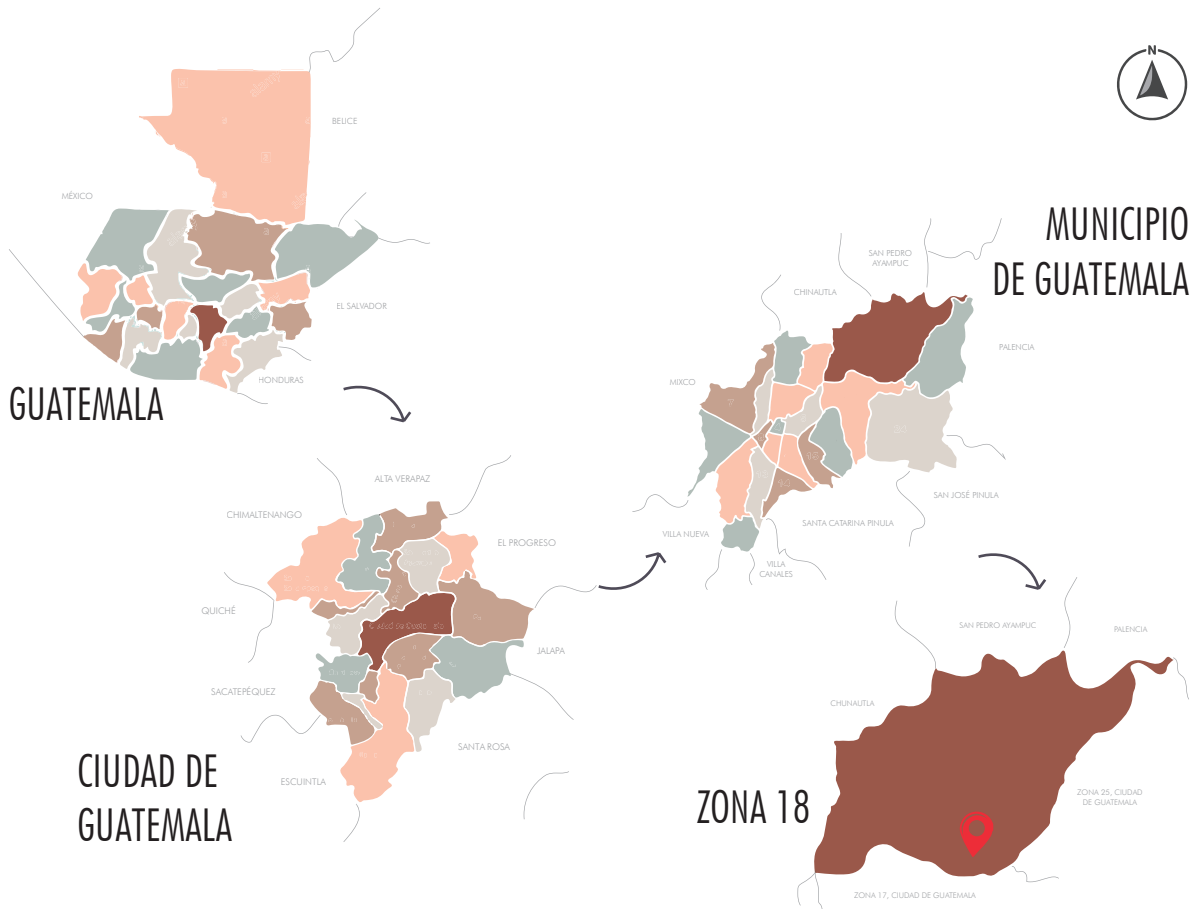 N
BELICE
MÉXICO
EL SALVADOR
HONDURAS
GUATEMALA
MUNICIPIO
DE GUATEMALA
SAN PEDRO
AYAMPUC
CHINAUTLA
PALENCIA
MIXCO
7
SAN JOSÉ PINULA
SANTA CATARINA PINULA
VILLA NUEVA
VILLA
CANALES
ALTA VERAPAZ
CHIMALTENANGO
EL PROGRESO
QUICHÉ
JALAPA
SACATEPÉQUEZ
SANTA ROSA
ESCUINTLA
CIUDAD DE
GUATEMALA
SAN PEDRO AYAMPUC
PALENCIA
CHUNAUTLA
ZONA 25, CIUDAD
DE GUATEMALA
ZONA 18
ZONA 17, CIUDAD DE GUATEMALA